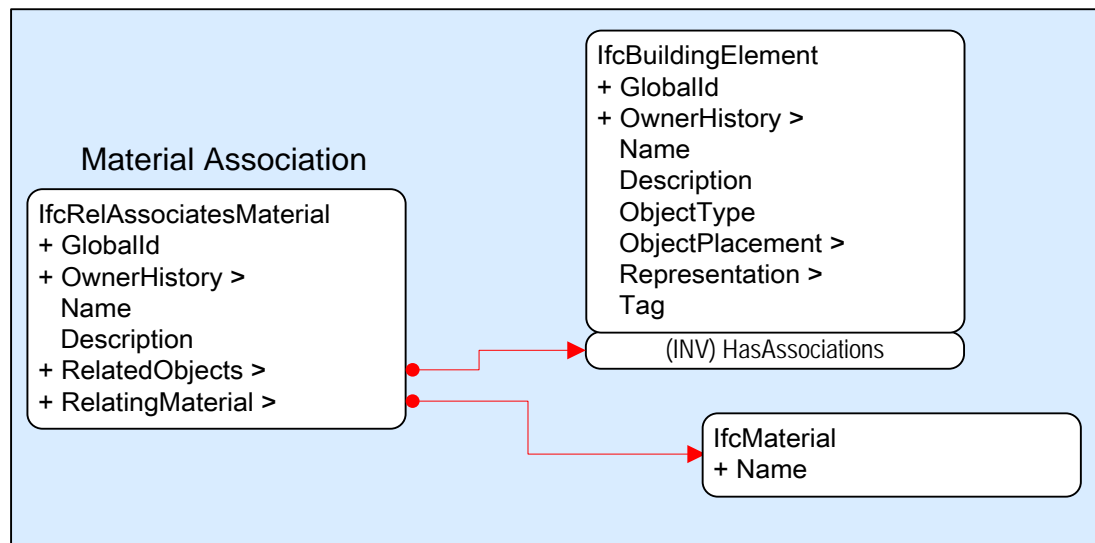 Material Association
IfcRelAssociatesMaterial
+ GlobalId
+ OwnerHistory >
Name
Description
+ RelatedObjects >
+ RelatingMaterial >
IfcBuildingElement
+ GlobalId
+ OwnerHistory >
Name
Description
ObjectType
ObjectPlacement >
Representation >
Tag
(INV) HasAssociations
IfcMaterial
+ Name